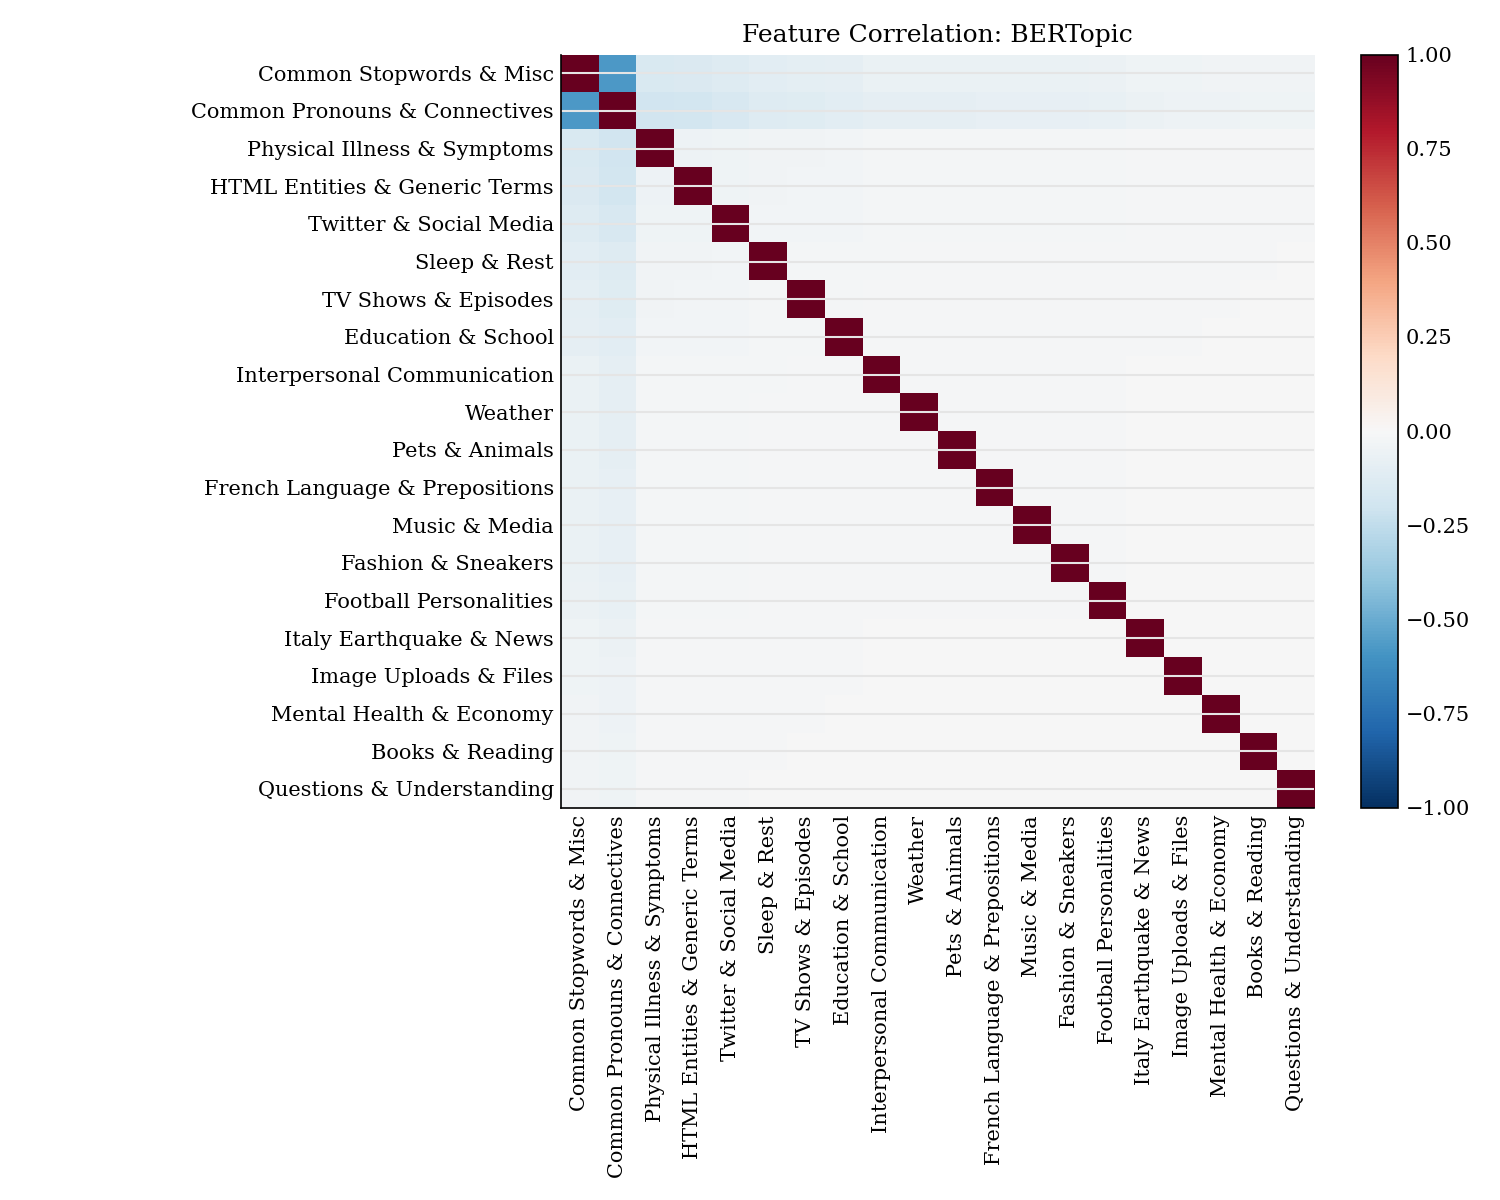 Feature Correlation: BERTopic
Common Stopwords & Misc
Common Pronouns & Connectives
Physical Illness & Symptoms
HTML Entities & Generic Terms
Twitter & Social Media
Sleep & Rest
TV Shows & Episodes
Education & School
Interpersonal Communication
Weather
Pets & Animals
French Language & Prepositions
Music & Media
Fashion & Sneakers
Football Personalities
Italy Earthquake & News
Image Uploads & Files
Mental Health & Economy
Books & Reading
Questions & Understanding
Common Stopwords & Misc
Common Pronouns & Connectives
Physical Illness & Symptoms
HTML Entities & Generic Terms
Twitter & Social Media
Sleep & Rest
TV Shows & Episodes
Education & School
Interpersonal Communication
Weather
Pets & Animals
French Language & Prepositions
Music & Media
Fashion & Sneakers
Football Personalities
Italy Earthquake & News
Image Uploads & Files
Mental Health & Economy
Books & Reading
Questions & Understanding
1.00
0.75
0.50
0.25
0.00
−0.25
−0.50
−0.75
−1.00